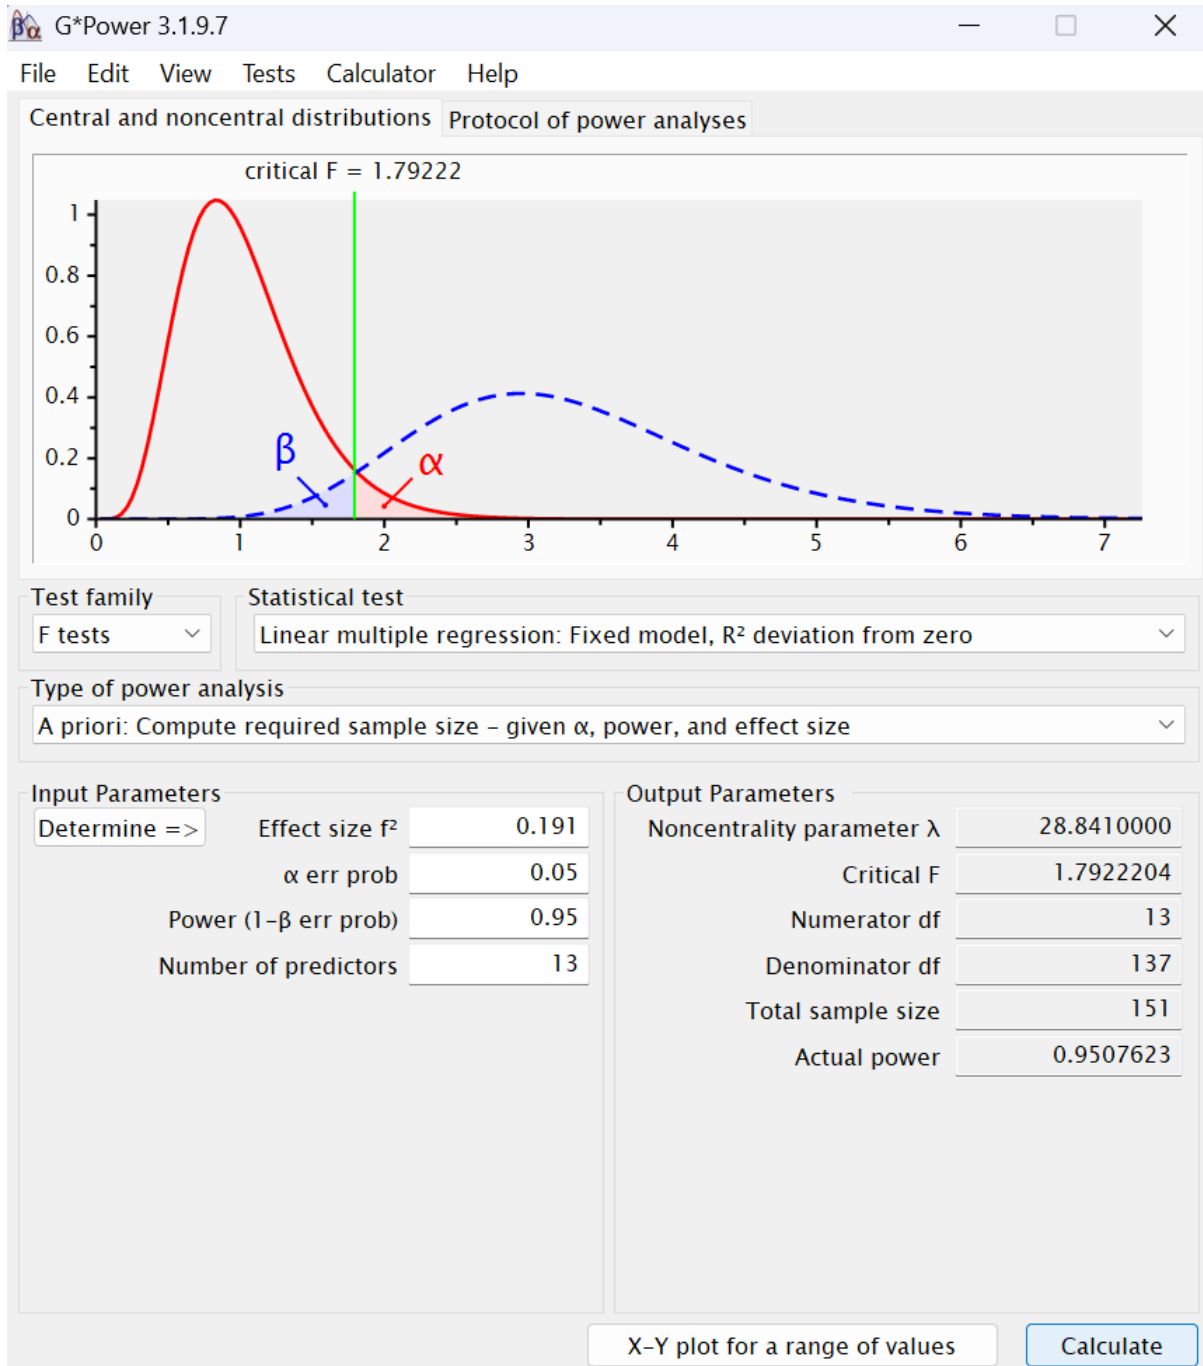 G*Power 3.1.9.7
File Edit View Tests Calculator Help
Central and noncentral distributions Protocol of power analyses
critical F = 1.79222
1
0.8
0.6
0.4
0.2
0
β
α
0 1 2 3 4 5 6 7
Test family
F tests
Statistical test
Linear multiple regression: Fixed model, R² deviation from zero
Type of power analysis
A priori: Compute required sample size – given α, power, and effect size
Input Parameters
Determine => Effect size f² 0.191
α err prob 0.05
Power (1–β err prob) 0.95
Number of predictors 13
Output Parameters
Noncentrality parameter λ 28.8410000
Critical F 1.7922204
Numerator df 13
Denominator df 137
Total sample size 151
Actual power 0.9507623
X–Y plot for a range of values Calculate